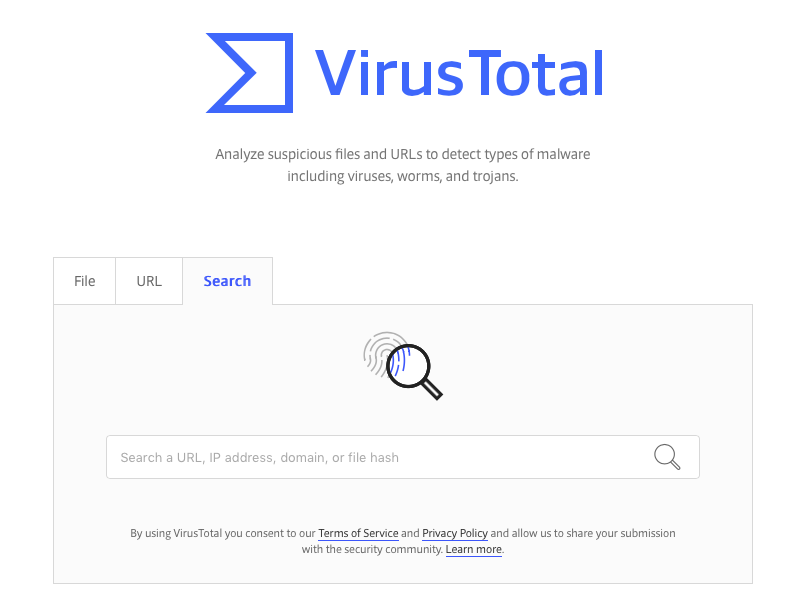 VirusTotal
Analyze suspicious files and URLs to detect types of malware
including viruses, worms, and trojans.
File URL Search
Search a URL, IP address, domain, or file hash
By using VirusTotal you consent to our Terms of Service and Privacy Policy and allow us to share your submission
with the security community. Learn more.